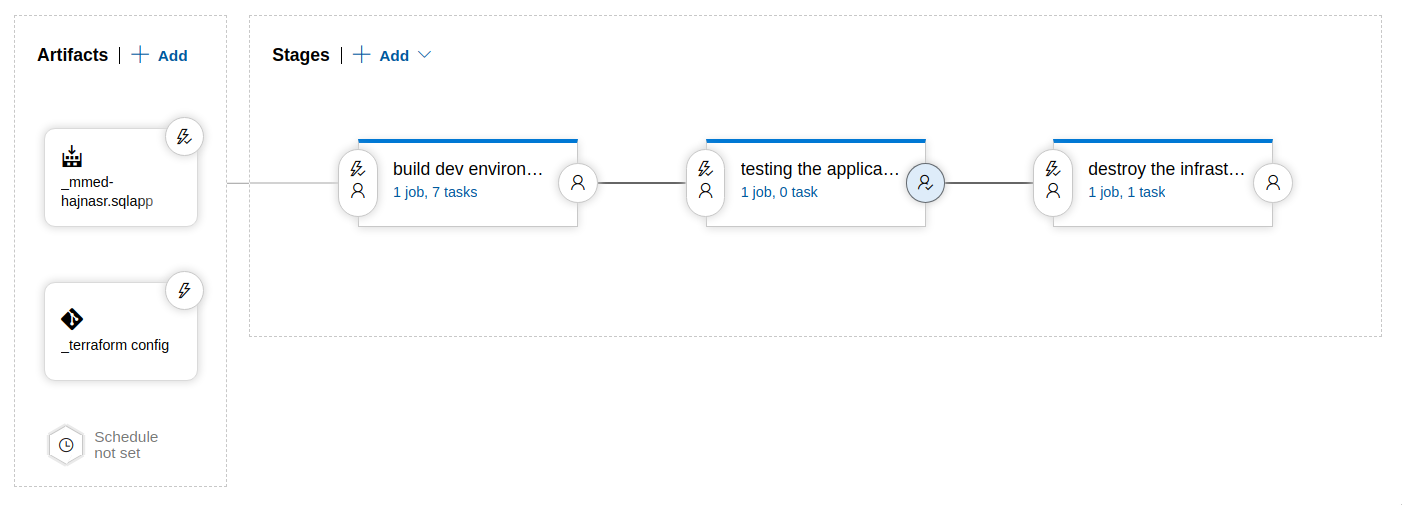 Artifacts | + Add
Stages | + Add
_mmed-
hajnasr.sqlapp
build dev environ...
1 job, 7 tasks
testing the applica...
1 job, 0 task
destroy the infrast...
1 job, 1 task
_terraform config
Schedule
not set